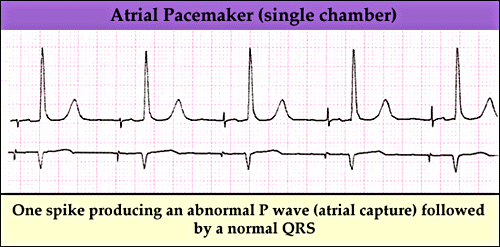 Atrial Pacemaker (single chamber)
One spike producing an abnormal P wave (atrial capture) followed
by a normal QRS